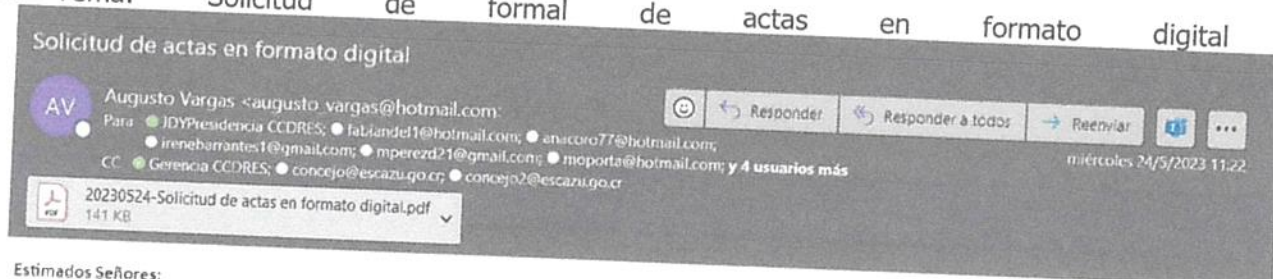 Solicitud de formal de actas en formato digital
Solicitud de actas en formato digital
AV
Augusto Vargas <augusto_vargas@hotmail.com>
Responder
Responder a todos
Reenviar
Para JDYPresidencia CCDRES; fabiandel1@hotmail.com; anacoro77@hotmail.com;
irenebarrantes1@gmail.com; mperezd21@gmail.com; moporta@hotmail.com; y 4 usuarios más
miércoles 24/5/2023 11:22
CC Gerencia CCDRES; concejo@escazu.go.cr; concejo2@escazu.go.cr
20230524-Solicitud de actas en formato digital.pdf
141 KB
Estimados Señores: